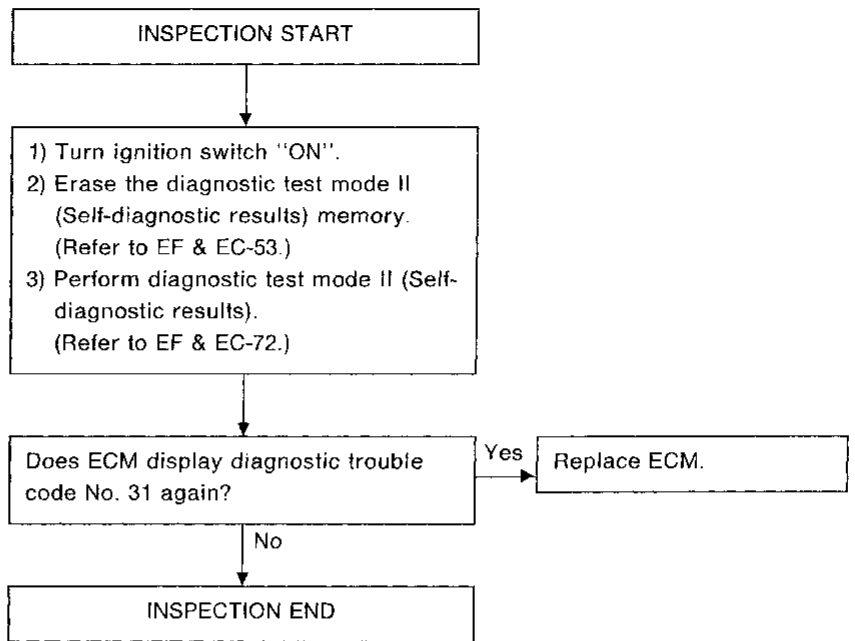 INSPECTION START
1) Turn ignition switch "ON".
2) Erase the diagnostic test mode II
(Self-diagnostic results) memory.
(Refer to EF & EC-53.)
3) Perform diagnostic test mode II (Self-
diagnostic results).
(Refer to EF & EC-72.)
Does ECM display diagnostic trouble
code No. 31 again?
Yes
Replace ECM.
No
INSPECTION END